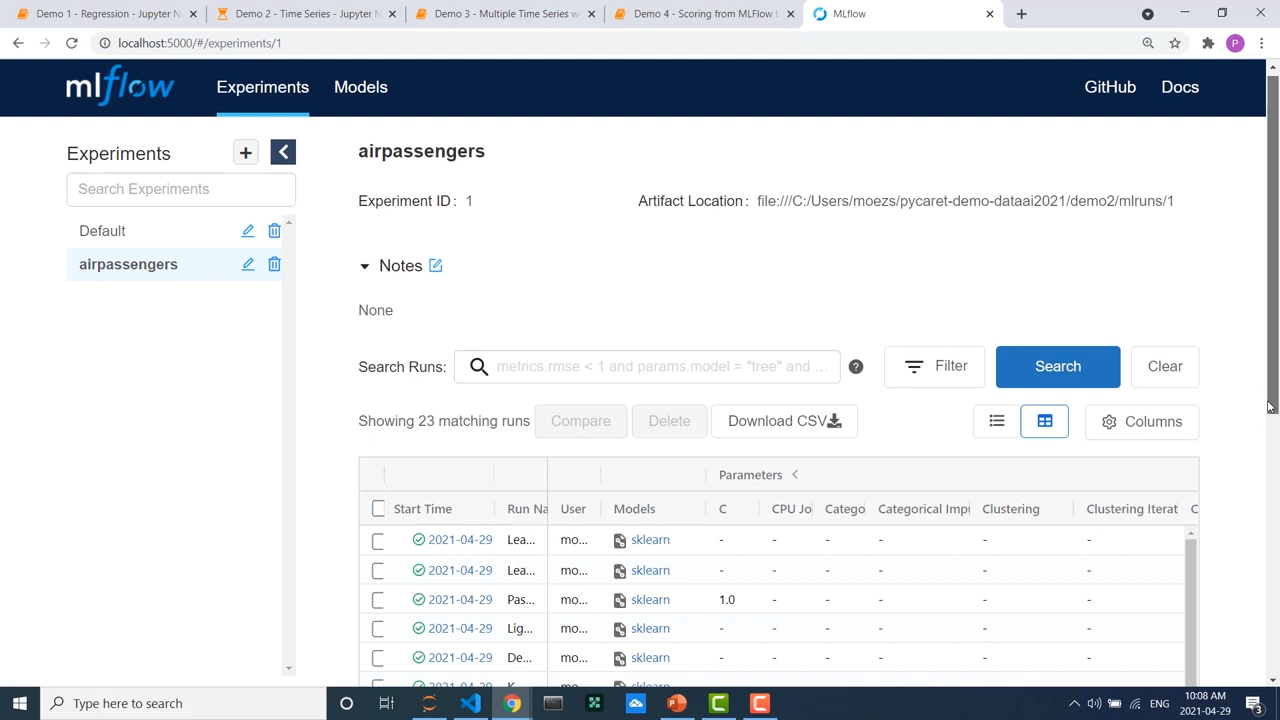 Demo 1 - Regression - Jupyter N
Demo 2 - Time Series - Jupyter N
Demo 3 - Multiple Time Series w
Demo 4 - Scoring from MLFlow L
MLflow
localhost:5000/#/experiments/1
P
mlflow
Experiments
Models
GitHub
Docs
Experiments
Search Experiments
Default
airpassengers
airpassengers
Experiment ID : 1
Artifact Location : file:///C:/Users/moezs/pycaret-demo-dataai2021/demo2/mlruns/1
Notes
None
Search Runs:
metrics.rmse < 1 and params.model = "tree" and ...
Filter
Search
Clear
Showing 23 matching runs
Compare
Delete
Download CSV
Columns
Parameters
Start Time Run Na User Models C CPU Jo Catego Categorical Impu Clustering Clustering Iterat C
2021-04-29 Lea... mo... sklearn - - - - - -
2021-04-29 Lea... mo... sklearn - - - - - -
2021-04-29 Pas... mo... sklearn 1.0 - - - - -
2021-04-29 Lig... mo... sklearn - - - - - -
2021-04-29 De... mo... sklearn - - - - - -
Type here to search
ENG
10:08 AM
2021-04-29
3